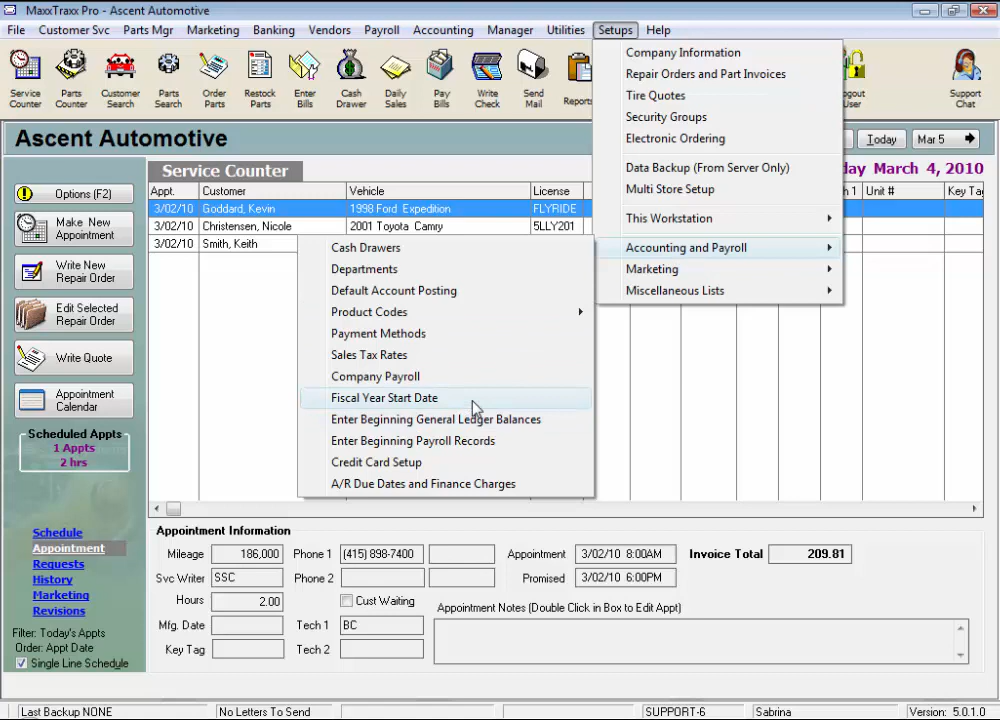 MaxxTraxx Pro - Ascent Automotive
File Customer Svc Parts Mgr Marketing Banking Vendors Payroll Accounting Manager Utilities Setups Help
Service Counter
Parts Counter
Customer Search
Parts Search
Order Parts
Restock Parts
Enter Bills
Cash Drawer
Daily Sales
Pay Bills
Write Check
Send Mail
Reports
User
Support Chat
Company Information
Repair Orders and Part Invoices
Tire Quotes
Security Groups
Electronic Ordering
Data Backup (From Server Only)
Multi Store Setup
This Workstation
Accounting and Payroll
Marketing
Miscellaneous Lists
Ascent Automotive
Today
Mar 5
March 4, 2010
Service Counter
Appt. Customer Vehicle License Unit # Key Tag
3/02/10 Goddard, Kevin 1998 Ford Expedition FLYRIDE
3/02/10 Christensen, Nicole 2001 Toyota Camry 5LLY201
3/02/10 Smith, Keith
Cash Drawers
Departments
Default Account Posting
Product Codes
Payment Methods
Sales Tax Rates
Company Payroll
Fiscal Year Start Date
Enter Beginning General Ledger Balances
Enter Beginning Payroll Records
Credit Card Setup
A/R Due Dates and Finance Charges
Options (F2)
Make New
Appointment
Write New
Repair Order
Edit Selected
Repair Order
Write Quote
Appointment
Calendar
Scheduled Appts
1 Appts
2 hrs
Schedule
Appointment
Requests
History
Marketing
Revisions
Filter: Today's Appts
Order: Appt Date
Single Line Schedule
Appointment Information
Mileage 186,000 Phone 1 (415) 898-7400 Appointment 3/02/10 8:00AM Invoice Total 209.81
Svc Writer SSC Phone 2 Promised 3/02/10 6:00PM
Hours 2.00 Cust Waiting Appointment Notes (Double Click in Box to Edit Appt)
Mfg. Date Tech 1 BC
Key Tag Tech 2
Last Backup NONE No Letters To Send SUPPORT-6 Sabrina Version: 5.0.1.0